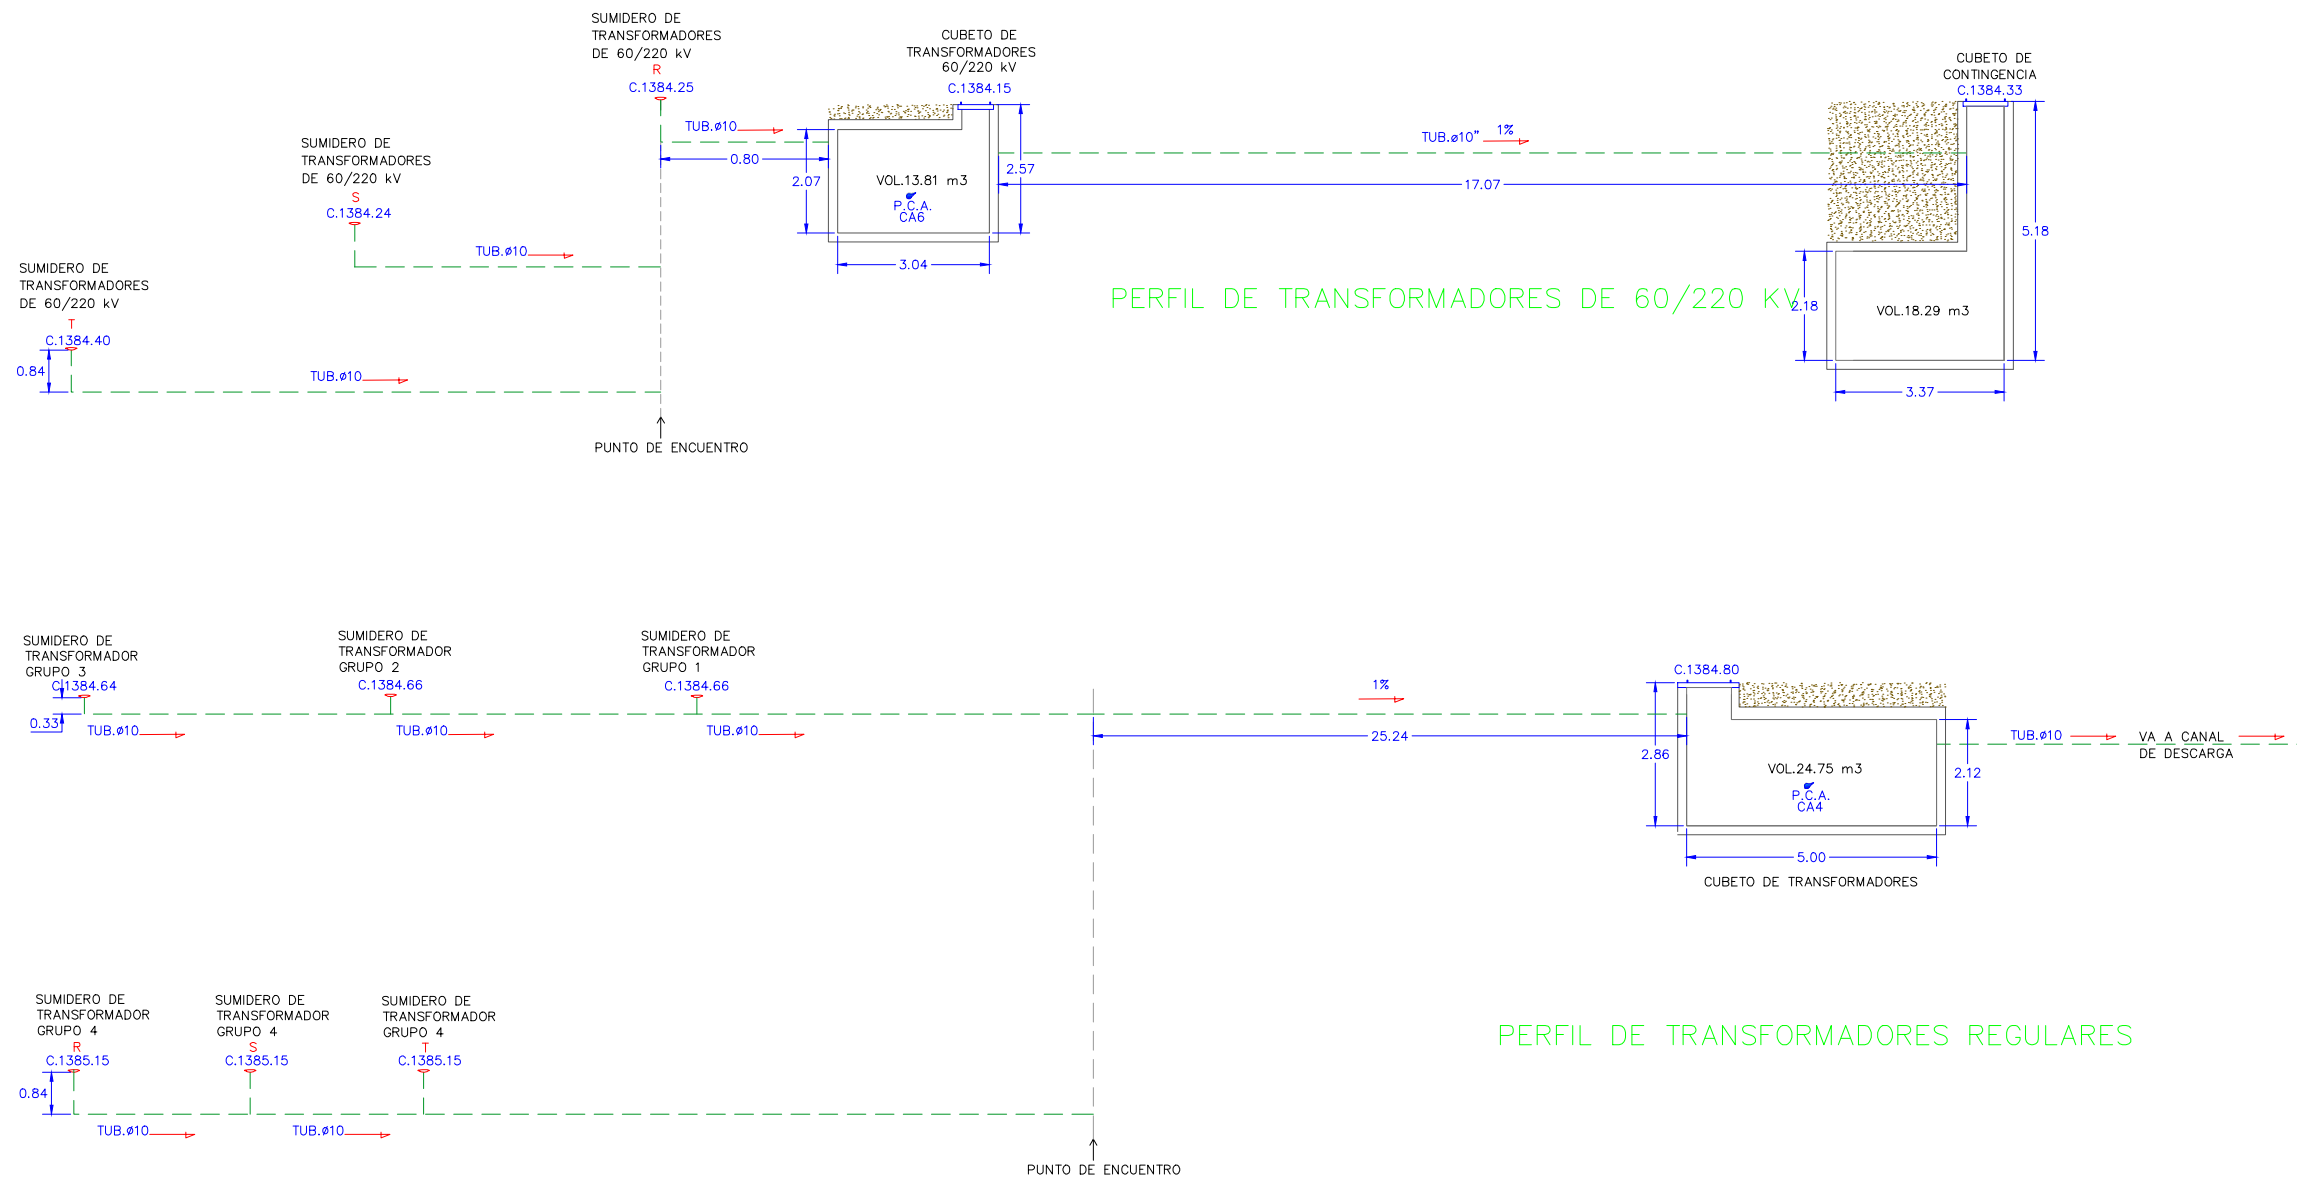 SUMIDERO DE
TRANSFORMADORES
DE 60/220 kV
R
C.1384.25
TUB.ø10
0.80
CUBETO DE
TRANSFORMADORES
60/220 kV
C.1384.15
2.07
2.57
VOL.13.81 m3
P.C.A.
CA6
3.04
TUB.ø10"
1%
17.07
CUBETO DE
CONTINGENCIA
C.1384.33
5.18
2.18
VOL.18.29 m3
3.37
SUMIDERO DE
TRANSFORMADORES
DE 60/220 kV
S
C.1384.24
TUB.ø10
SUMIDERO DE
TRANSFORMADORES
DE 60/220 kV
T
C.1384.40
0.84
TUB.ø10
PUNTO DE ENCUENTRO
PERFIL DE TRANSFORMADORES DE 60/220 KV
SUMIDERO DE
TRANSFORMADOR
GRUPO 3
C.1384.64
0.33
TUB.ø10
SUMIDERO DE
TRANSFORMADOR
GRUPO 2
C.1384.66
TUB.ø10
SUMIDERO DE
TRANSFORMADOR
GRUPO 1
C.1384.66
TUB.ø10
1%
25.24
C.1384.80
2.86
VOL.24.75 m3
P.C.A.
CA4
2.12
5.00
CUBETO DE TRANSFORMADORES
TUB.ø10
VA A CANAL
DE DESCARGA
SUMIDERO DE
TRANSFORMADOR
GRUPO 4
R
C.1385.15
0.84
TUB.ø10
SUMIDERO DE
TRANSFORMADOR
GRUPO 4
S
C.1385.15
TUB.ø10
SUMIDERO DE
TRANSFORMADOR
GRUPO 4
T
C.1385.15
PUNTO DE ENCUENTRO
PERFIL DE TRANSFORMADORES REGULARES